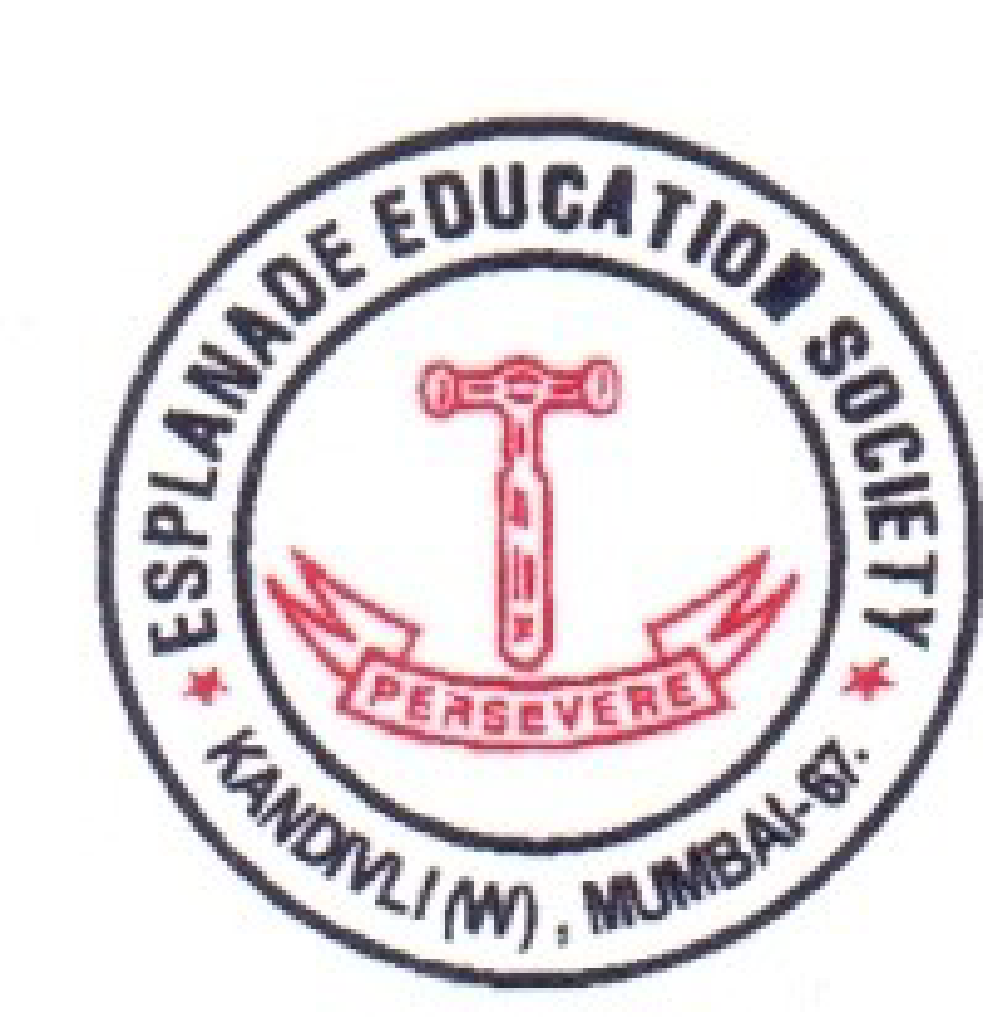 ESPLANADE EDUCATION SOCIETY
PERSEVERE
KANDIVLI (W), MUMBAI-67.